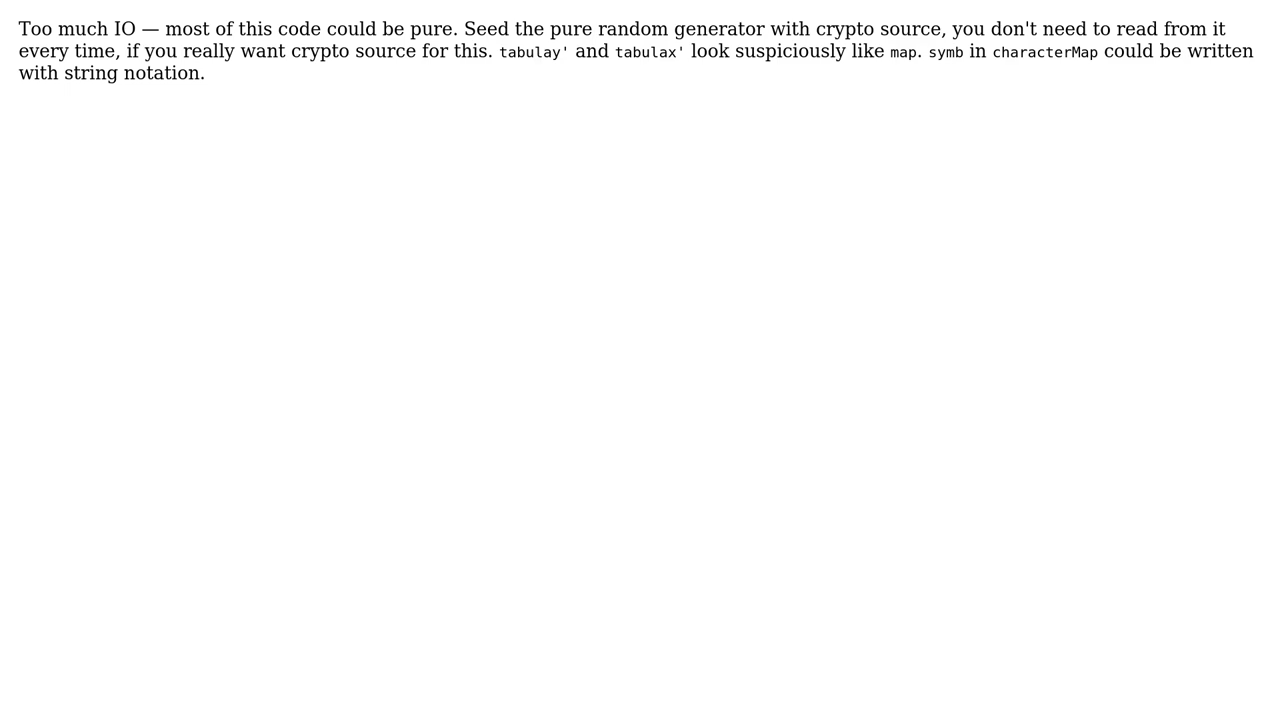 Too much IO — most of this code could be pure. Seed the pure random generator with crypto source, you don't need to read from it
every time, if you really want crypto source for this. tabulay' and tabulax' look suspiciously like map. symb in characterMap could be written
with string notation.